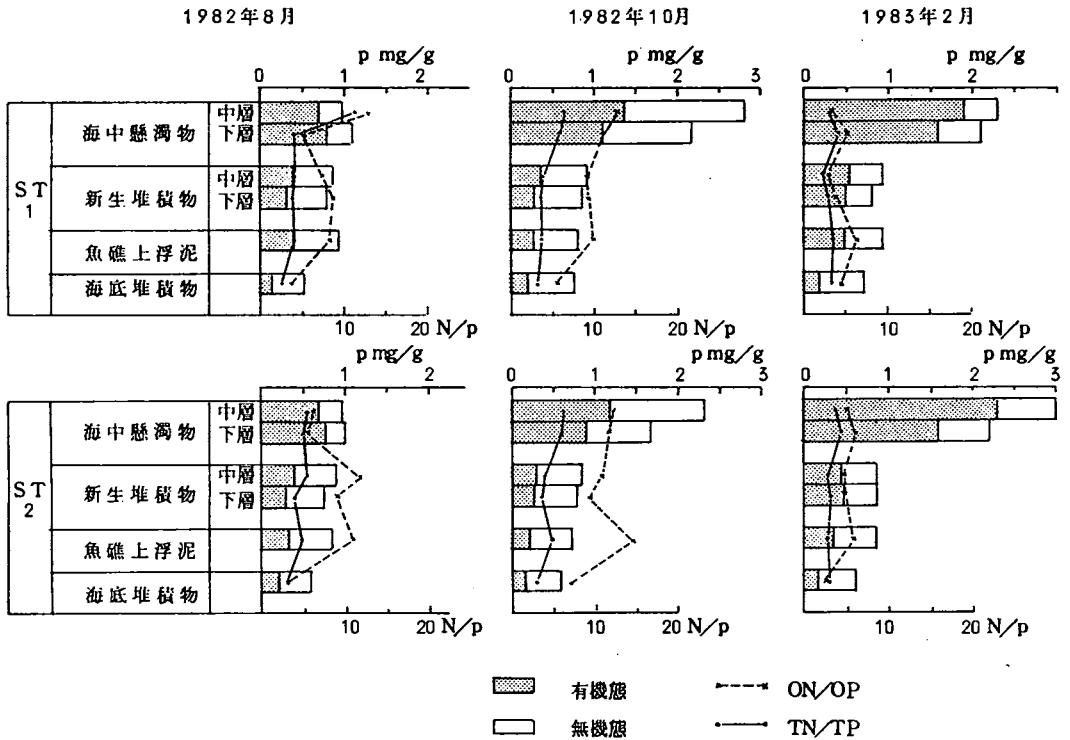 1982年8月 1982年10月 1983年2月
p mg/g p mg/g p mg/g
0 1 2 0 1 2 3 0 1 2
ST 1
海中懸濁物 中層
下層
新生堆積物 中層
下層
魚礁上浮泥
海底堆積物
10 20 N/p 10 20 N/p 10 20 N/p
p mg/g p mg/g p mg/g
0 1 2 0 1 2 3 0 1 2 3
ST 2
海中懸濁物 中層
下層
新生堆積物 中層
下層
魚礁上浮泥
海底堆積物
10 20 N/p 0 10 20 N/p 0 10 20 N/p
有機態 ON/OP
無機態 TN/TP